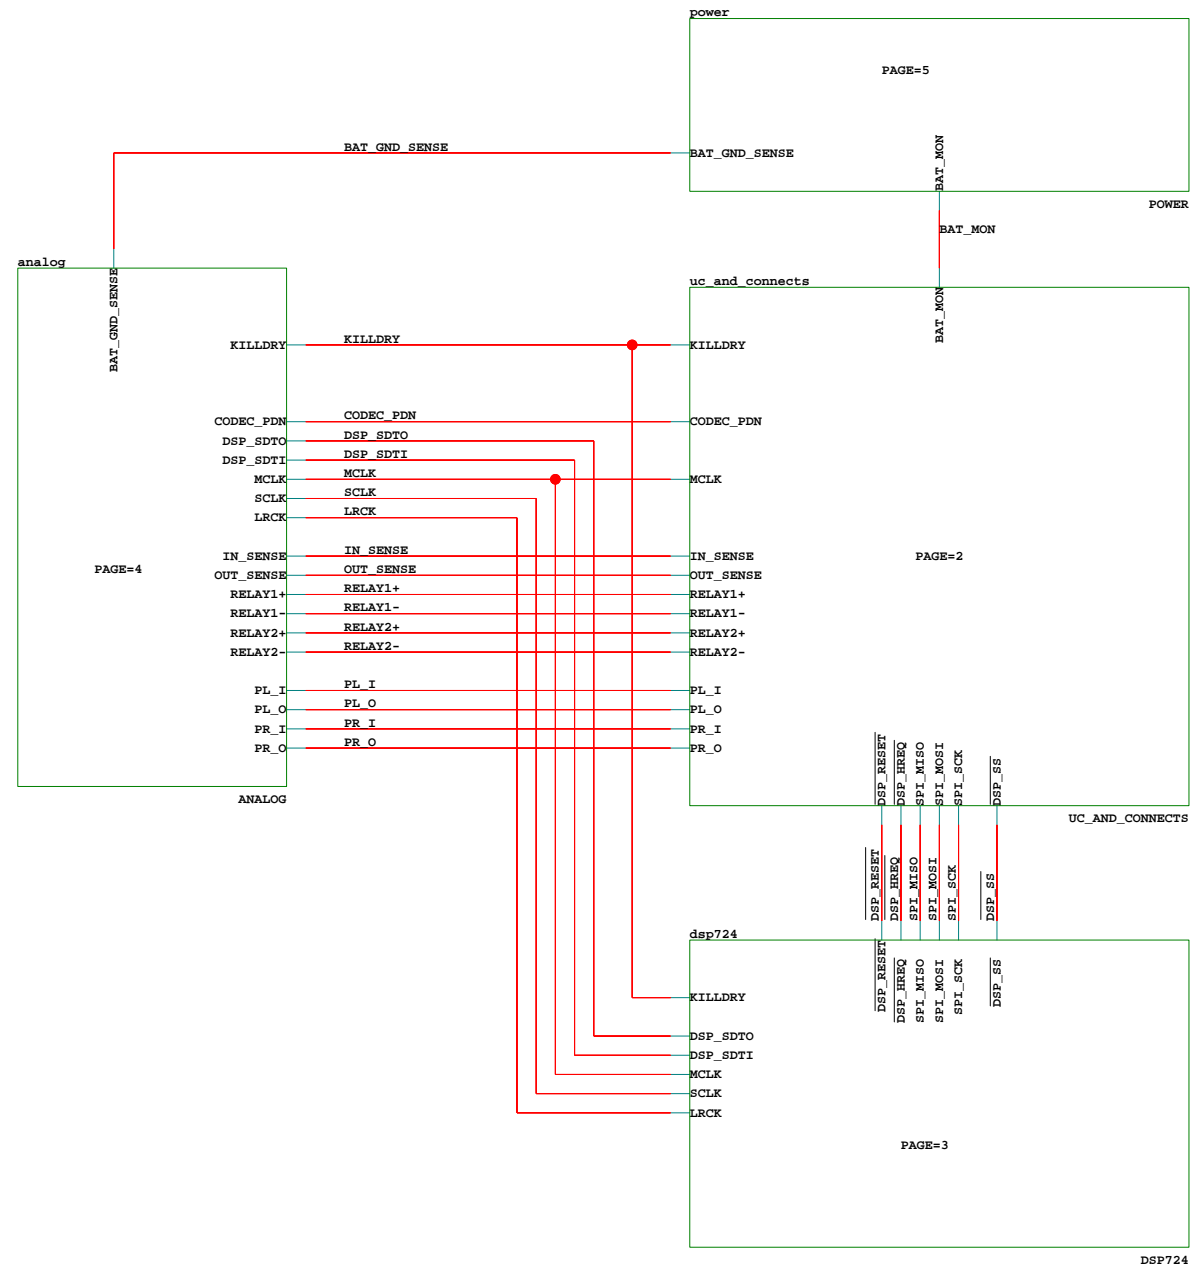 power
PAGE=5
BAT_GND_SENSE
BAT_GND_SENSE
BAT_MON
POWER
BAT_MON
analog
BAT_GND_SENSE
uc_and_connects
BAT_MON
KILLDRY
KILLDRY
KILLDRY
CODEC_PDN
CODEC_PDN
CODEC_PDN
DSP_SDTO
DSP_SDTO
DSP_SDTI
DSP_SDTI
MCLK
MCLK
MCLK
SCLK
SCLK
LRCK
LRCK
IN_SENSE
IN_SENSE
IN_SENSE
PAGE=2
PAGE=4
OUT_SENSE
OUT_SENSE
OUT_SENSE
RELAY1+
RELAY1+
RELAY1+
RELAY1-
RELAY1-
RELAY1-
RELAY2+
RELAY2+
RELAY2+
RELAY2-
RELAY2-
RELAY2-
PL_I
PL_I
PL_I
PL_O
PL_O
PL_O
PR_I
PR_I
PR_I
PR_O
PR_O
PR_O
DSP_RESET
DSP_HREQ
SPI_MISO
SPI_MOSI
SPI_SCK
DSP_SS
ANALOG
UC_AND_CONNECTS
DSP_RESET
DSP_HREQ
SPI_MISO
SPI_MOSI
SPI_SCK
DSP_SS
dsp724
DSP_RESET
DSP_HREQ
SPI_MISO
SPI_MOSI
SPI_SCK
DSP_SS
KILLDRY
DSP_SDTO
DSP_SDTI
MCLK
SCLK
LRCK
PAGE=3
DSP724